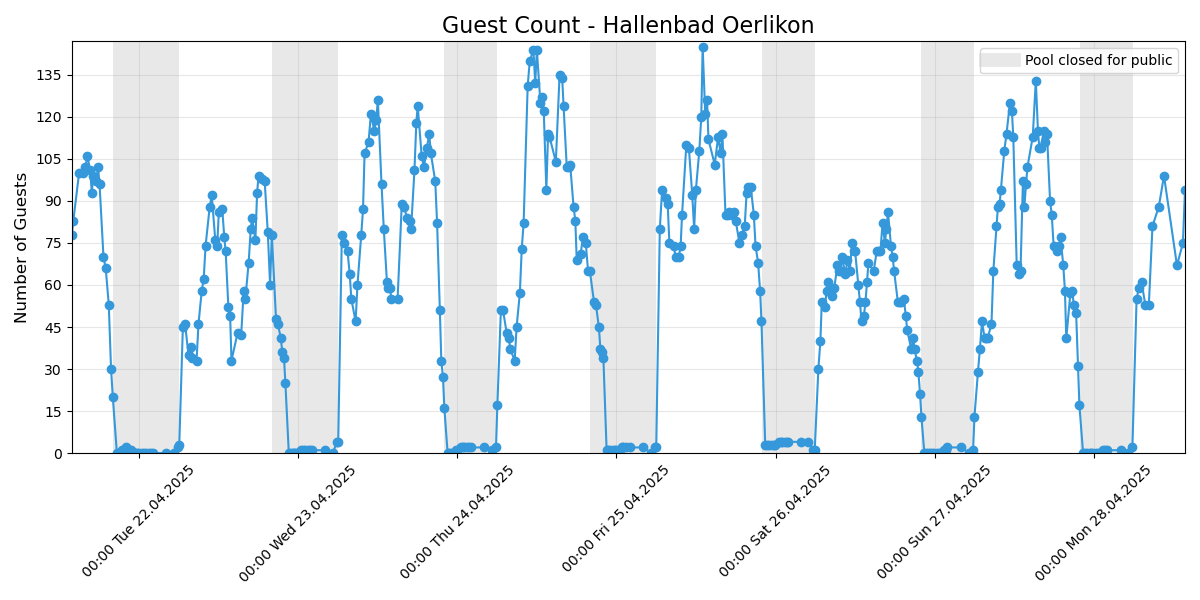 Guest Count - Hallenbad Oerlikon
Pool closed for public
Number of Guests
135
120
105
90
75
60
45
30
15
0
00:00 Tue 22.04.2025
00:00 Wed 23.04.2025
00:00 Thu 24.04.2025
00:00 Fri 25.04.2025
00:00 Sat 26.04.2025
00:00 Sun 27.04.2025
00:00 Mon 28.04.2025